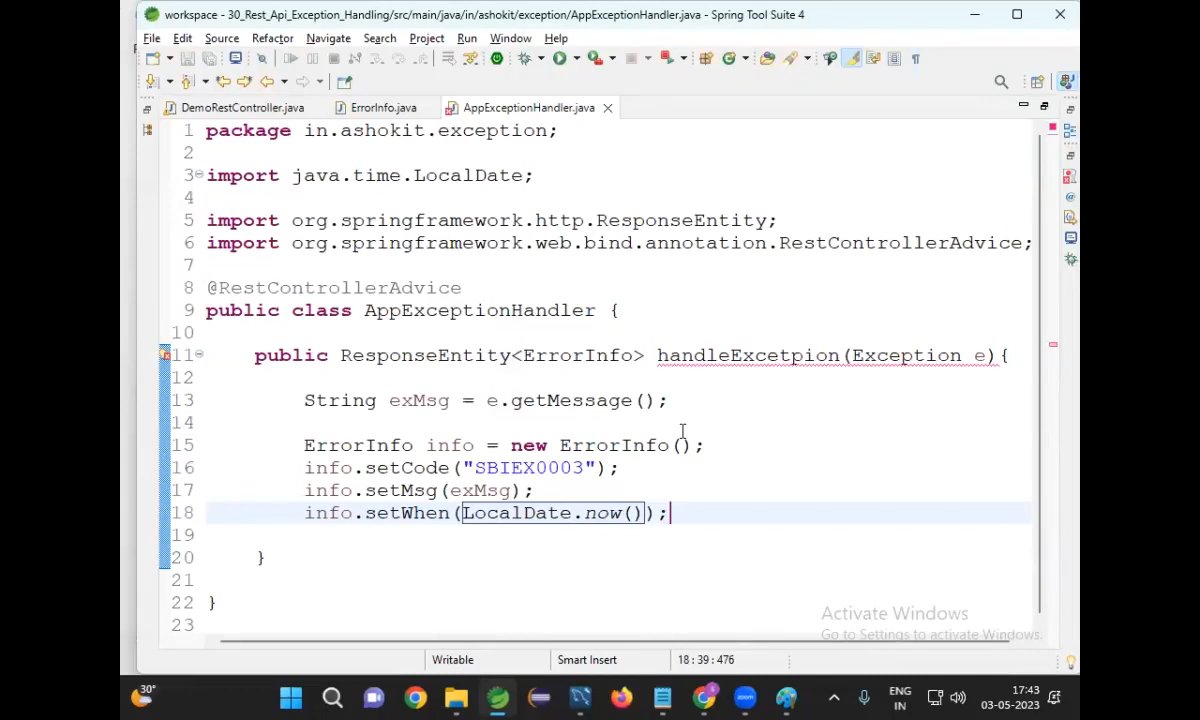 workspace - 30_Rest_Api_Exception_Handling/src/main/java/in/ashokit/exception/AppExceptionHandler.java - Spring Tool Suite 4
File Edit Source Refactor Navigate Search Project Run Window Help
DemoRestController.java ErrorInfo.java AppExceptionHandler.java
1 package in.ashokit.exception;
2
3 import java.time.LocalDate;
4
5 import org.springframework.http.ResponseEntity;
6 import org.springframework.web.bind.annotation.RestControllerAdvice;
7
8 @RestControllerAdvice
9 public class AppExceptionHandler {
10
11 public ResponseEntity<ErrorInfo> handleExcetpion(Exception e){
12
13 String exMsg = e.getMessage();
14
15 ErrorInfo info = new ErrorInfo();
16 info.setCode("SBIEX0003");
17 info.setMsg(exMsg);
18 info.setWhen(LocalDate.now());
19
20 }
21
22 }
23
Activate Windows
Go to Settings to activate Windows.
Writable Smart Insert 18 : 39 : 476
30°
zoom
ENG
IN
17:43
03-05-2023